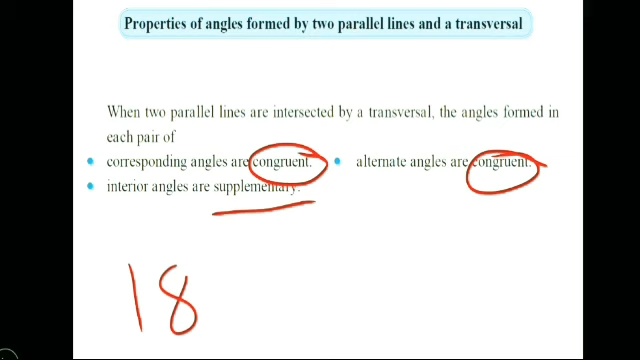 Properties of angles formed by two parallel lines and a transversal
When two parallel lines are intersected by a transversal, the angles formed in
each pair of
• corresponding angles are congruent. • alternate angles are congruent.
• interior angles are supplementary.
18